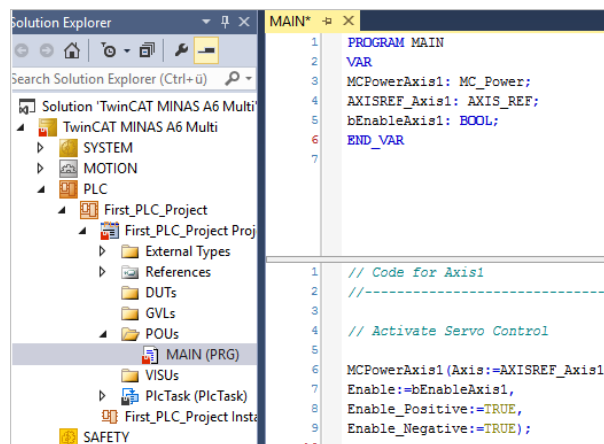 Solution Explorer
Search Solution Explorer (Ctrl+ü)
Solution 'TwinCAT MINAS A6 Multi'
TwinCAT MINAS A6 Multi
SYSTEM
MOTION
PLC
First_PLC_Project
First_PLC_Project Proj
External Types
References
DUTs
GVLs
POUs
MAIN (PRG)
VISUs
PlcTask (PlcTask)
First_PLC_Project Insta
SAFETY
MAIN*
1 PROGRAM MAIN
2 VAR
3 MCPowerAxis1: MC_Power;
4 AXISREF_Axis1: AXIS_REF;
5 bEnableAxis1: BOOL;
6 END_VAR
7
1 // Code for Axis1
2 //------------------------------
3
4 // Activate Servo Control
5
6 MCPowerAxis1(Axis:=AXISREF_Axis1
7 Enable:=bEnableAxis1,
8 Enable_Positive:=TRUE,
9 Enable_Negative:=TRUE);